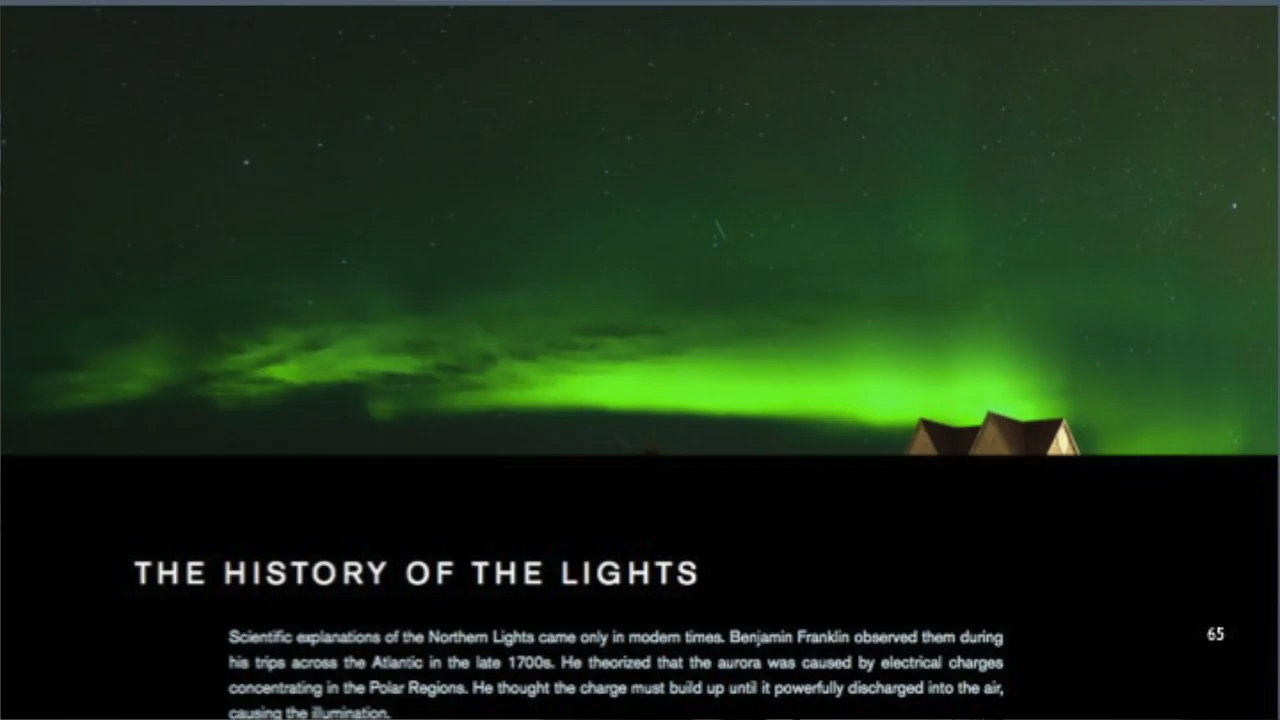 THE HISTORY OF THE LIGHTS
Scientific explanations of the Northern Lights came only in modern times. Benjamin Franklin observed them during
his trips across the Atlantic in the late 1700s. He theorized that the aurora was caused by electrical charges
concentrating in the Polar Regions. He thought the charge must build up until it powerfully discharged into the air,
causing the illumination.
65